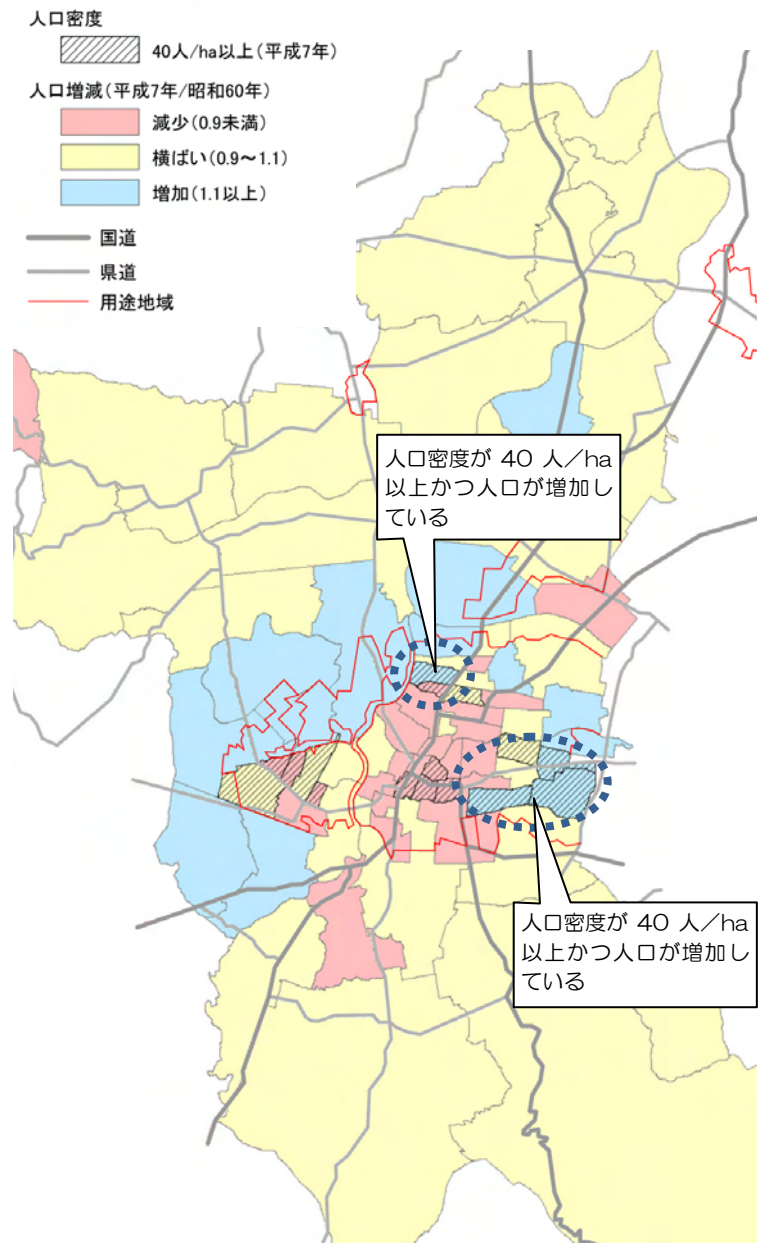 人口密度
40人/ha以上(平成7年)
人口増減(平成7年/昭和60年)
減少(0.9未満)
横ばい(0.9～1.1)
増加(1.1以上)
国道
県道
用途地域
人口密度が 40 人／ha
以上かつ人口が増加し
ている
人口密度が 40 人／ha
以上かつ人口が増加し
ている